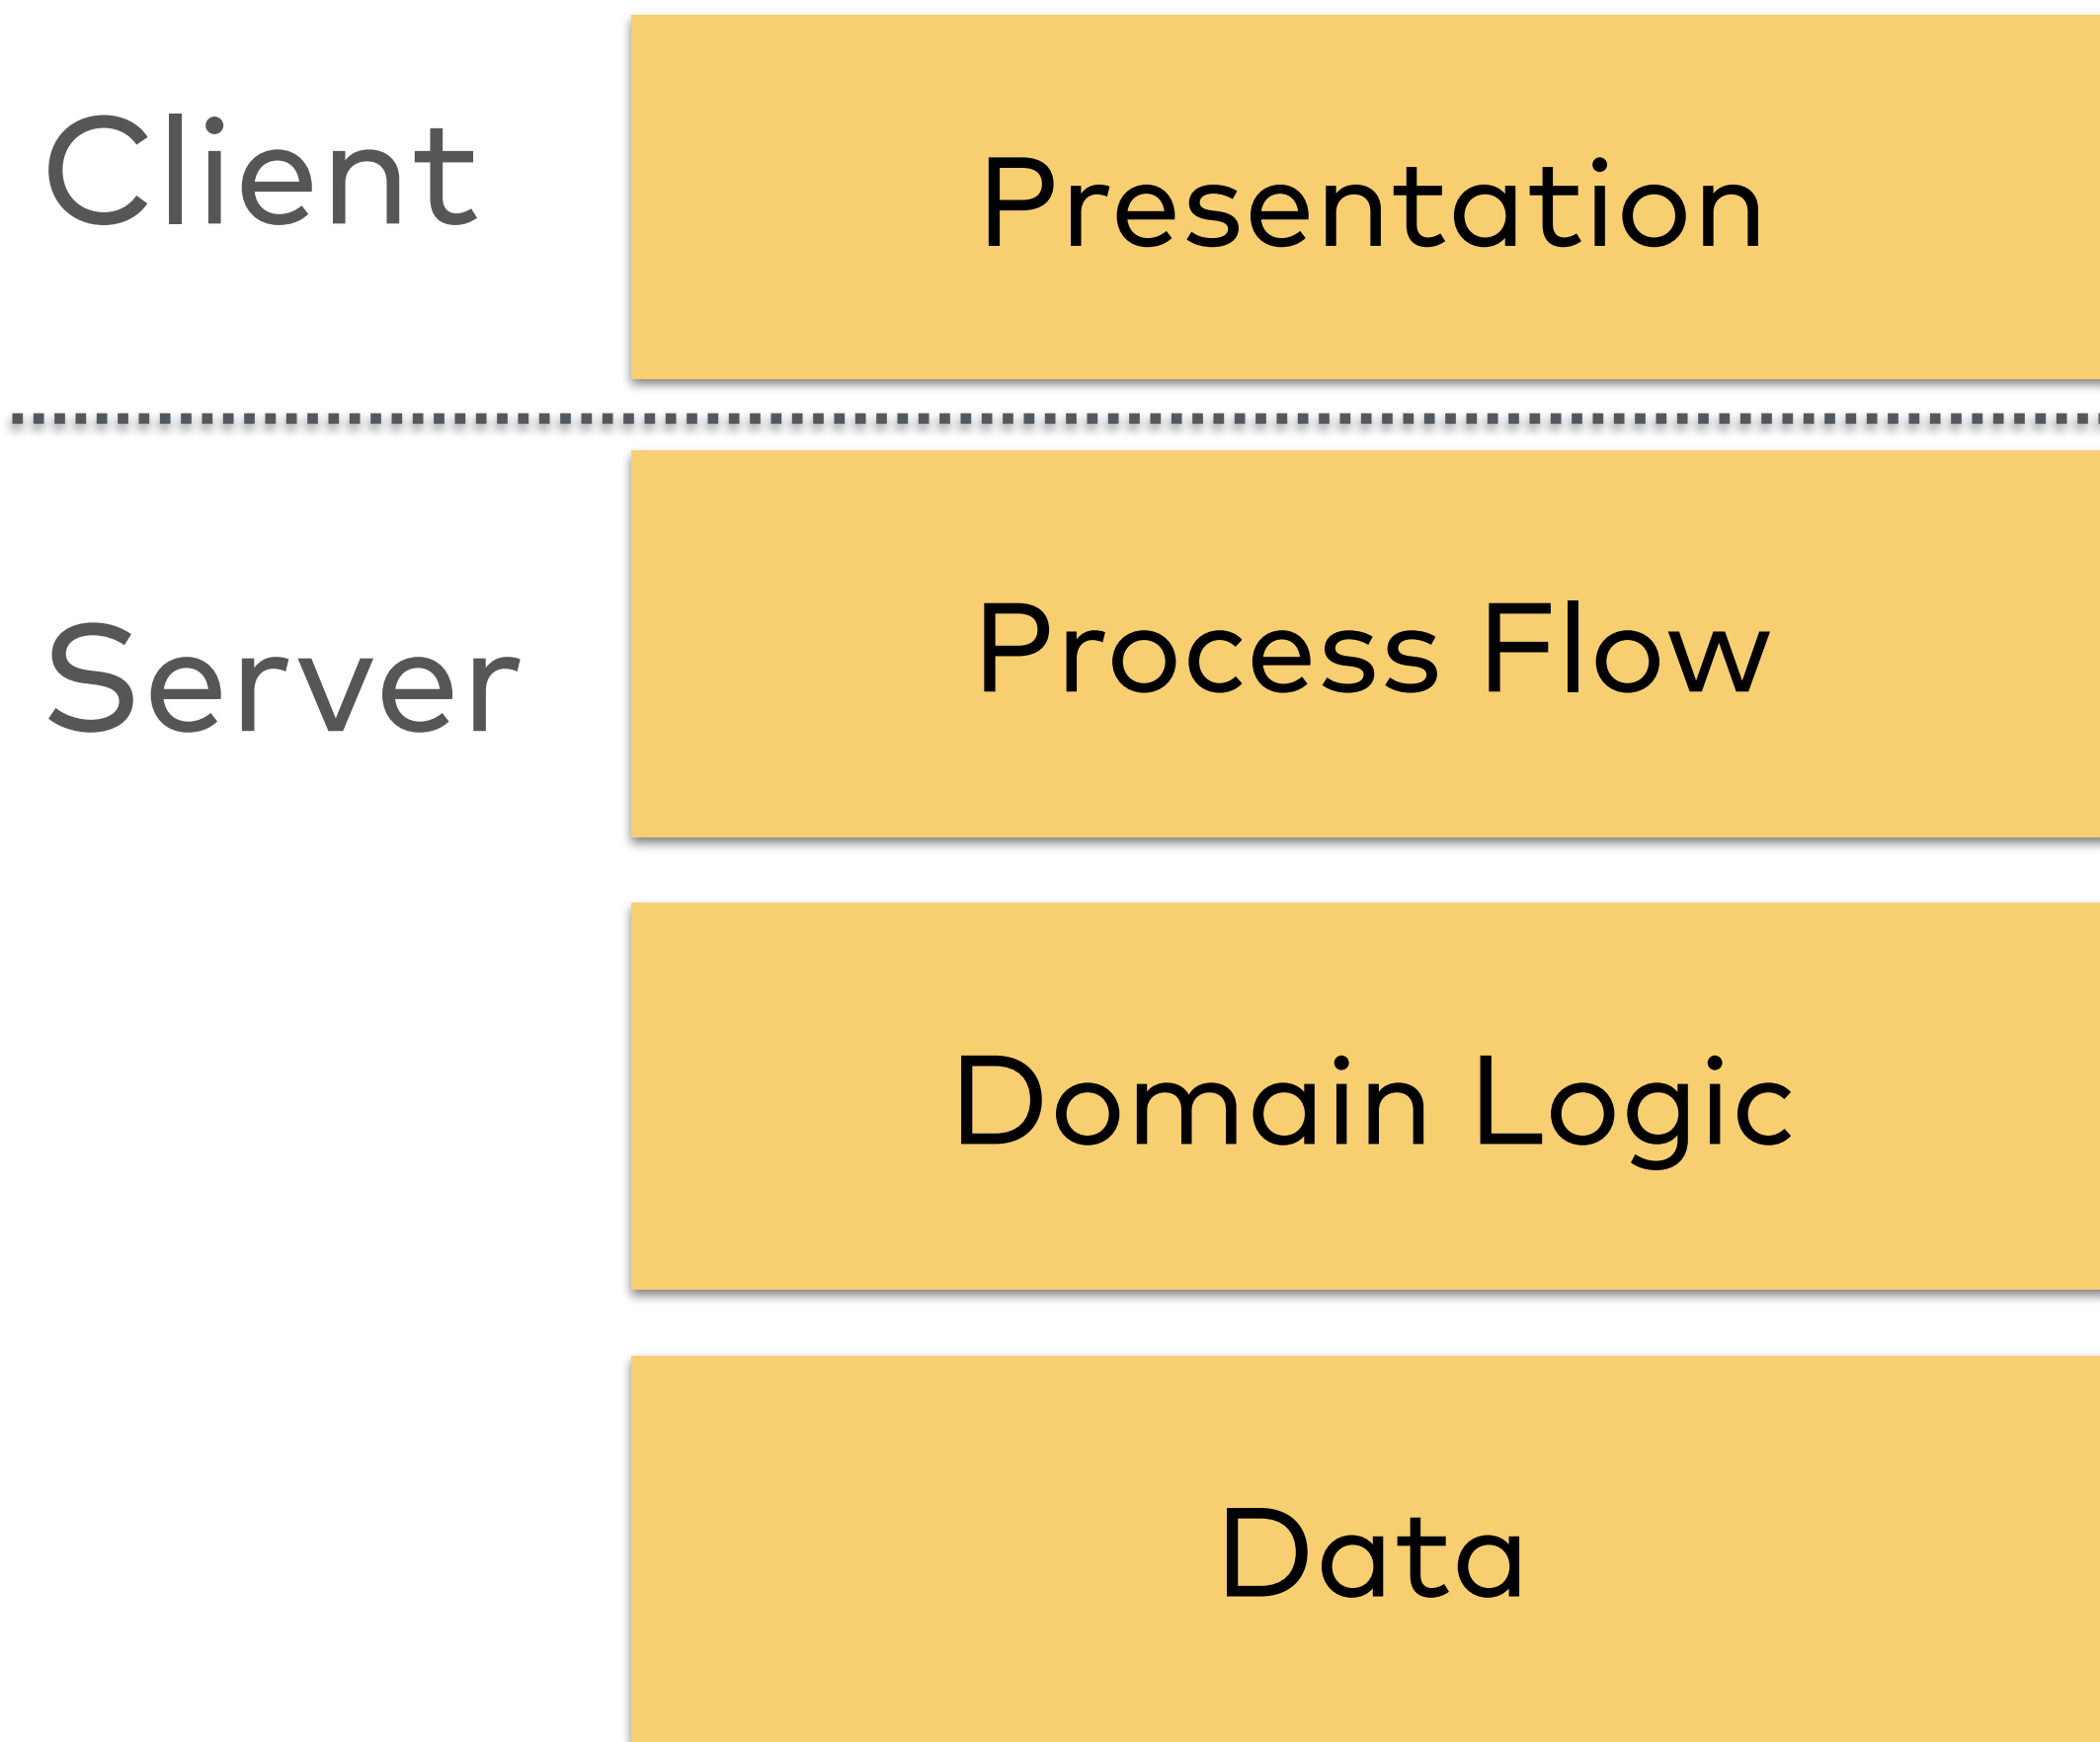 Client
Presentation
Server
Process Flow
Domain Logic
Data